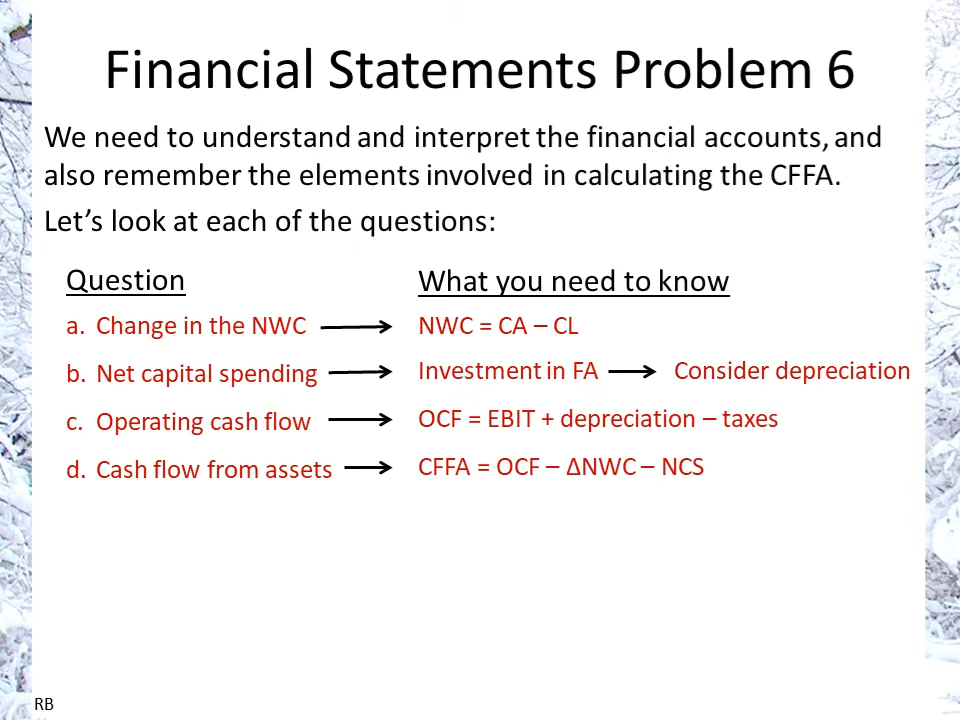 Financial Statements Problem 6
We need to understand and interpret the financial accounts, and
also remember the elements involved in calculating the CFFA.
Let’s look at each of the questions:
Question What you need to know
a. Change in the NWC NWC = CA – CL
b. Net capital spending Investment in FA Consider depreciation
c. Operating cash flow OCF = EBIT + depreciation – taxes
d. Cash flow from assets CFFA = OCF – ΔNWC – NCS
RB